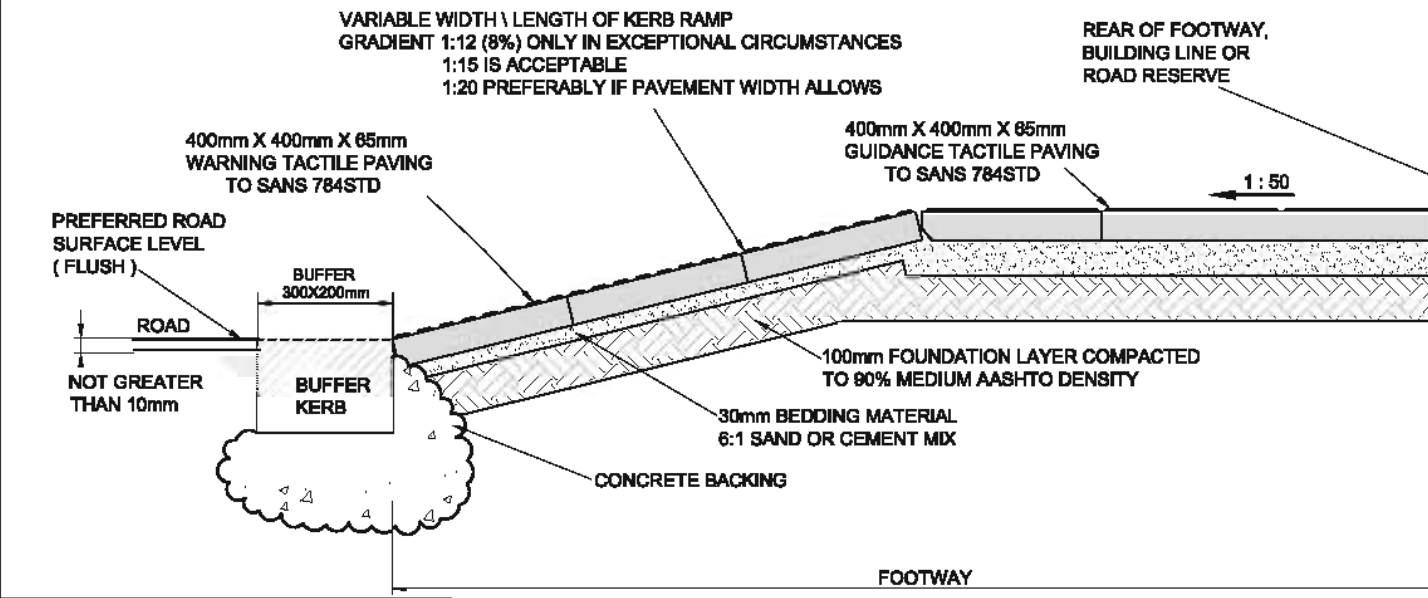 VARIABLE WIDTH \ LENGTH OF KERB RAMP
GRADIENT 1:12 (8%) ONLY IN EXCEPTIONAL CIRCUMSTANCES
1:15 IS ACCEPTABLE
1:20 PREFERABLY IF PAVEMENT WIDTH ALLOWS
REAR OF FOOTWAY,
BUILDING LINE OR
ROAD RESERVE
400mm X 400mm X 65mm
WARNING TACTILE PAVING
TO SANS 784STD
400mm X 400mm X 65mm
GUIDANCE TACTILE PAVING
TO SANS 784STD
1 : 50
PREFERRED ROAD
SURFACE LEVEL
( FLUSH )
BUFFER
300X200mm
ROAD
NOT GREATER
THAN 10mm
BUFFER
KERB
100mm FOUNDATION LAYER COMPACTED
TO 90% MEDIUM AASHTO DENSITY
30mm BEDDING MATERIAL
6:1 SAND OR CEMENT MIX
CONCRETE BACKING
FOOTWAY